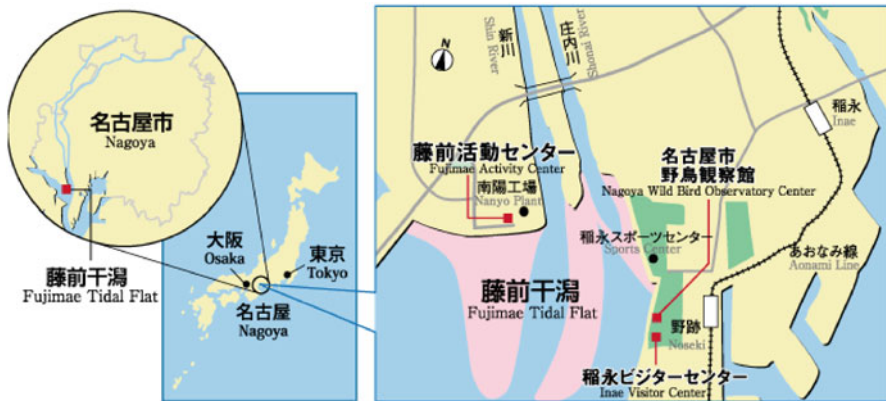 名古屋市
Nagoya
藤前干潟
Fujimae Tidal Flat
大阪
Osaka
東京
Tokyo
名古屋
Nagoya
N
新川
Shin River
庄内川
Shonai River
稲永
Inae
藤前活動センター
Fujimae Activity Center
南陽工場
Nanyo Plant
名古屋市
野鳥観察館
Nagoya Wild Bird Observatory Center
稲永スポーツセンター
Sports Center
あおなみ線
Aonami Line
藤前干潟
Fujimae Tidal Flat
野跡
Noseki
稲永ビジターセンター
Inae Visitor Center